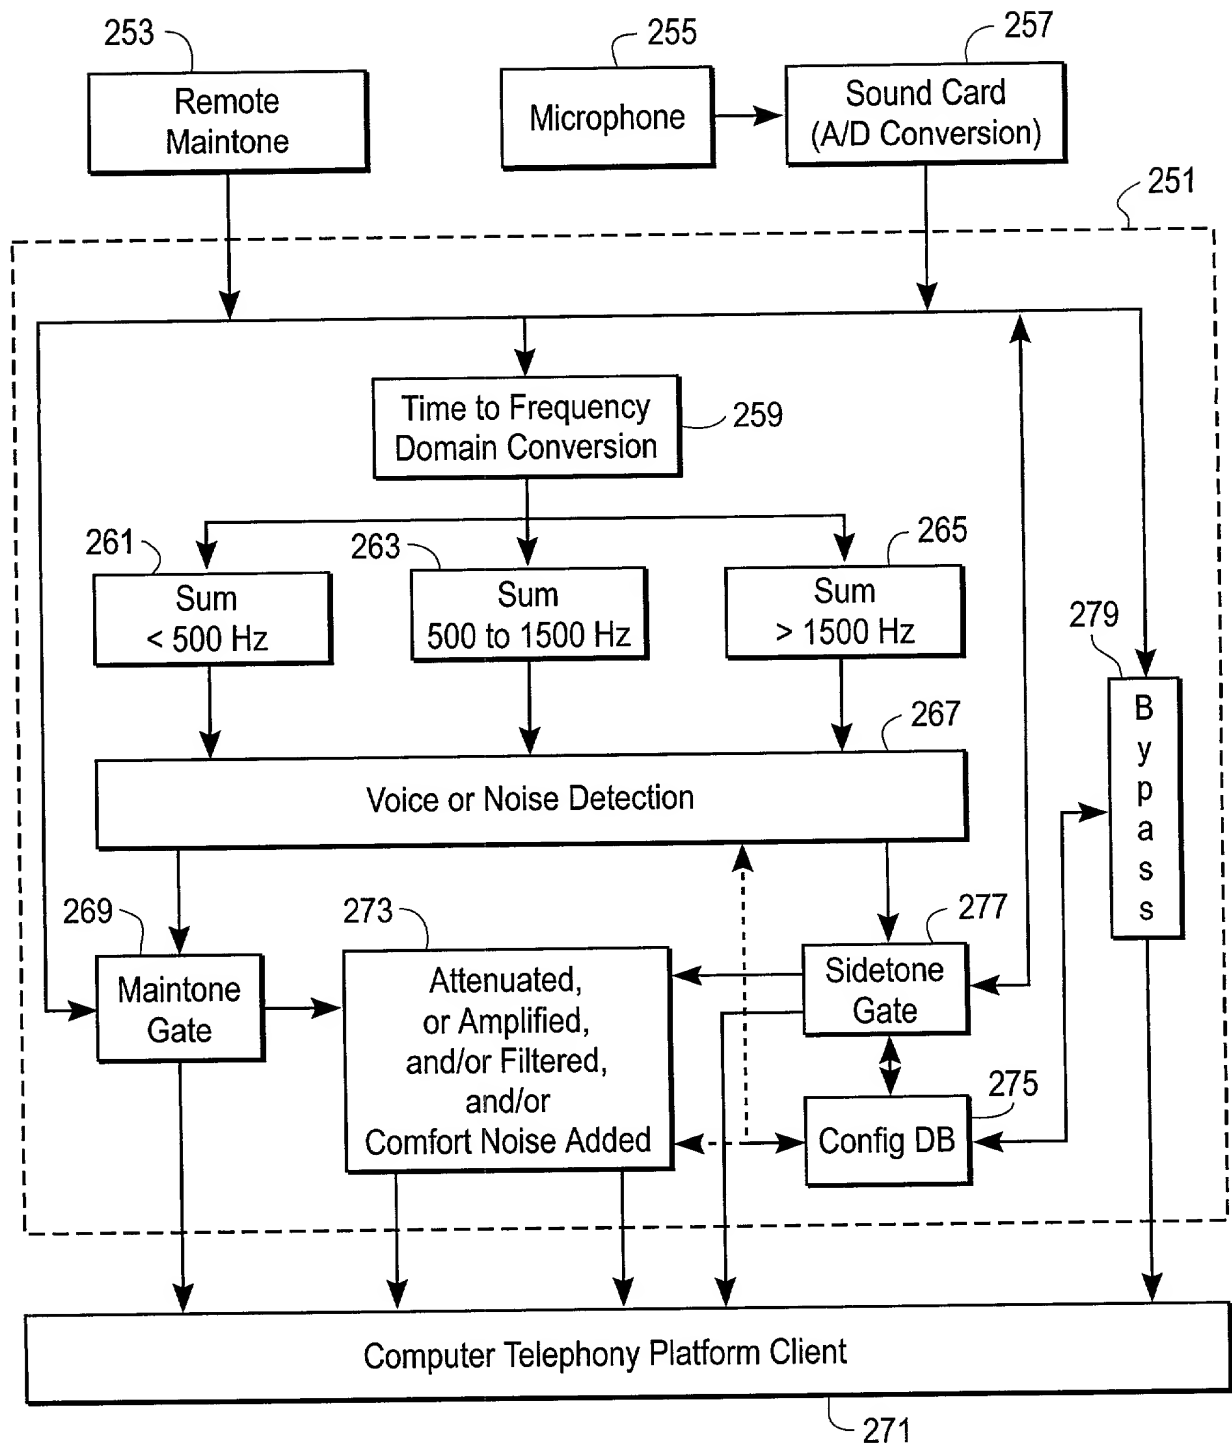 253
255
257
Remote
Maintone
Microphone
Sound Card
(A/D Conversion)
251
Time to Frequency
Domain Conversion
259
261
263
265
Sum
< 500 Hz
Sum
500 to 1500 Hz
Sum
> 1500 Hz
279
Bypass
267
Voice or Noise Detection
269
273
277
Maintone
Gate
Attenuated,
or Amplified,
and/or Filtered,
and/or
Comfort Noise Added
Sidetone
Gate
275
Config DB
Computer Telephony Platform Client
271